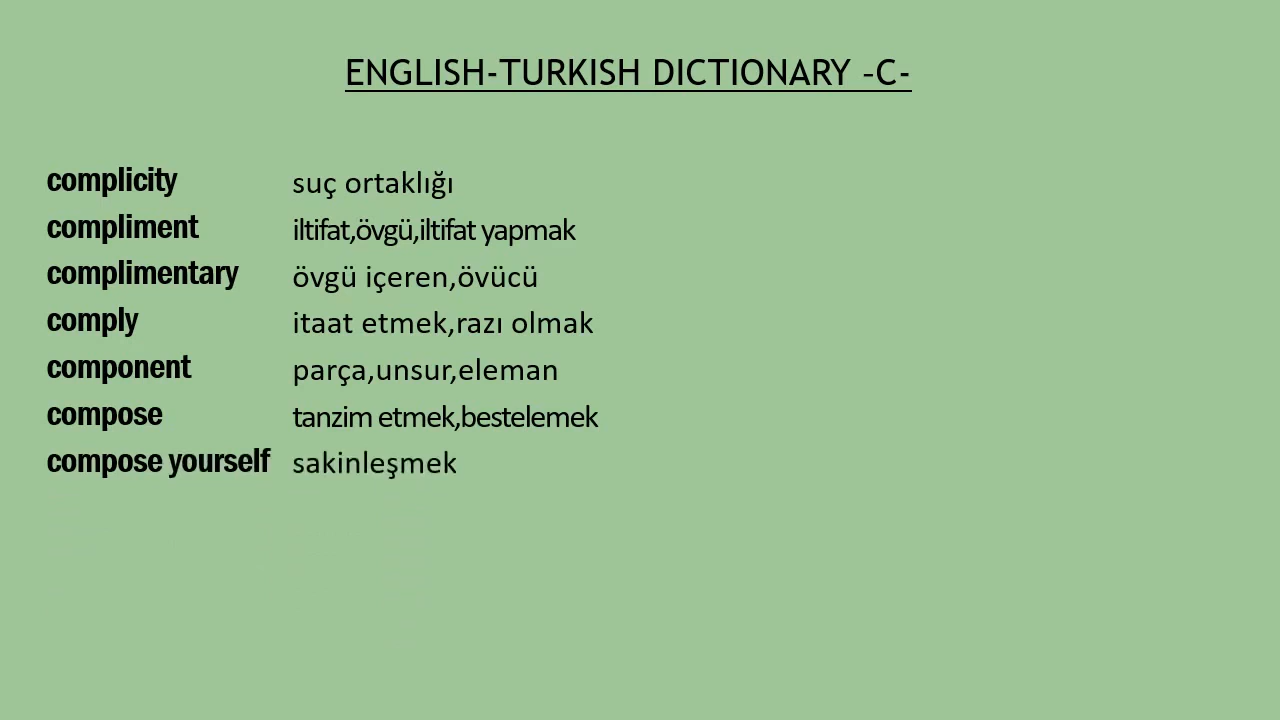 ENGLISH-TURKISH DICTIONARY –C-
complicity suç ortaklığı
compliment iltifat,övgü,iltifat yapmak
complimentary övgü içeren,övücü
comply itaat etmek,razı olmak
component parça,unsur,eleman
compose tanzim etmek,bestelemek
compose yourself sakinleşmek